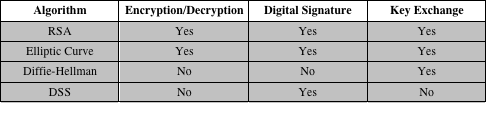 Algorithm Encryption/Decryption Digital Signature Key Exchange
RSA Yes Yes Yes
Elliptic Curve Yes Yes Yes
Diffie-Hellman No No Yes
DSS No Yes No